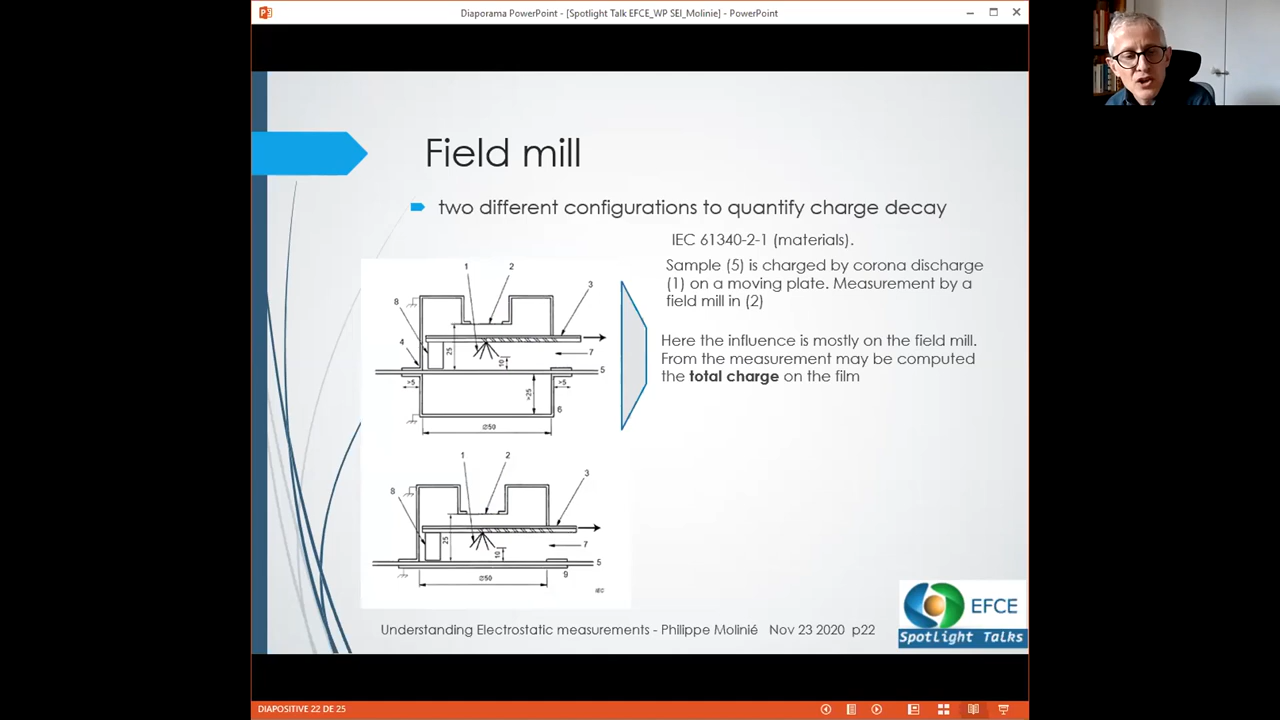 Diaporama PowerPoint - [Spotlight Talk EFCE_WP SEI_Molinie] - PowerPoint
Field mill
two different configurations to quantify charge decay
IEC 61340-2-1 (materials).
Sample (5) is charged by corona discharge
(1) on a moving plate. Measurement by a
field mill in (2)
Here the influence is mostly on the field mill.
From the measurement may be computed
the total charge on the film
1
2
3
8
4
25
10
7
5
>5
>25
>5
6
⌀50
1
2
3
8
25
10
7
5
9
⌀50
IEC
EFCE
Spotlight Talks
Understanding Electrostatic measurements - Philippe Molinié Nov 23 2020 p22
DIAPOSITIVE 22 DE 25